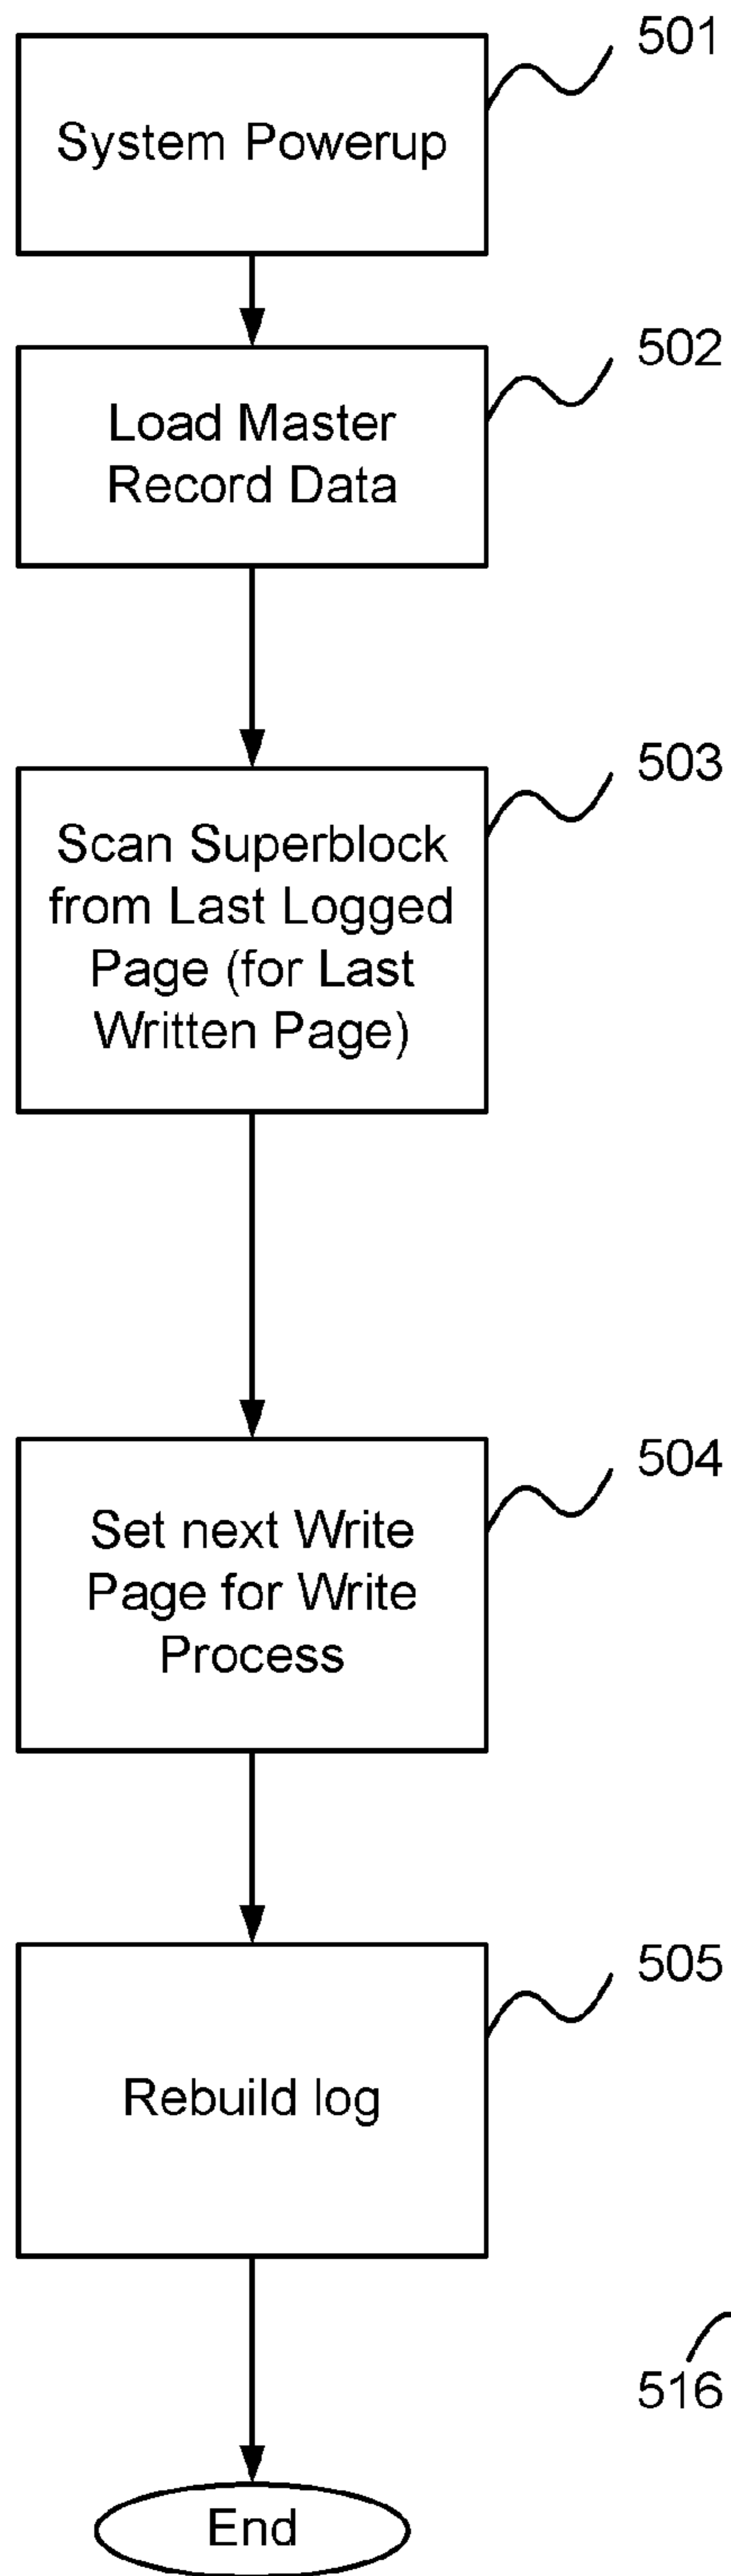 501
System Powerup
502
Load Master
Record Data
503
Scan Superblock
from Last Logged
Page (for Last
Written Page)
504
Set next Write
Page for Write
Process
505
Rebuild log
516
End